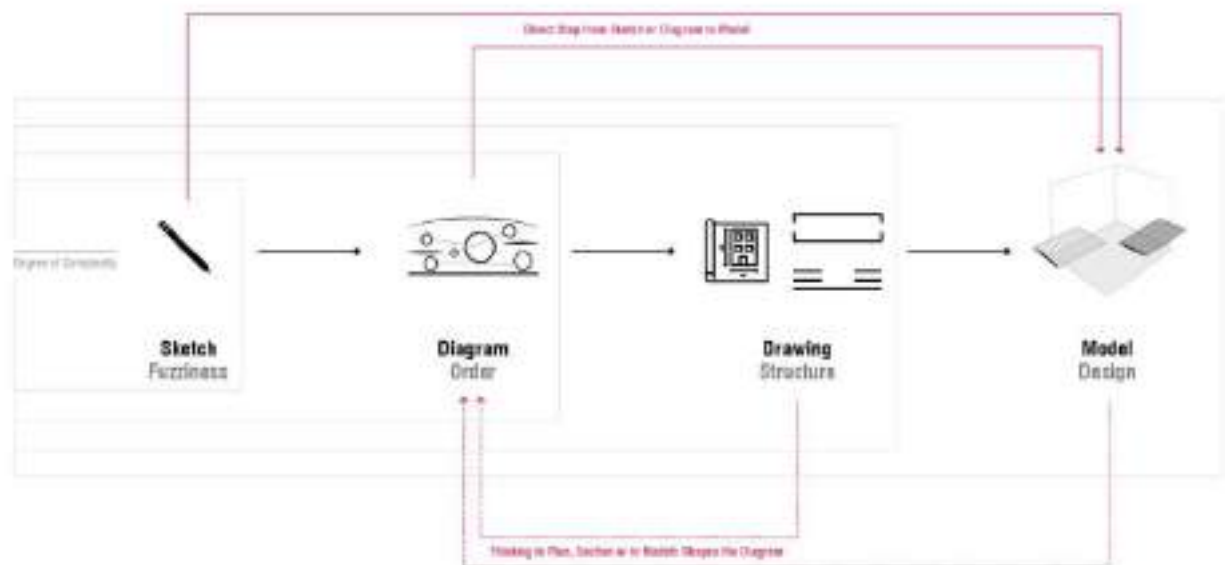 Direct Step from Sketch or Diagram to Model
Degree of Complexity
Sketch
Fuzziness
Diagram
Order
Drawing
Structure
Model
Design
Thinking in Plan, Section or in Models Shapes the Diagram